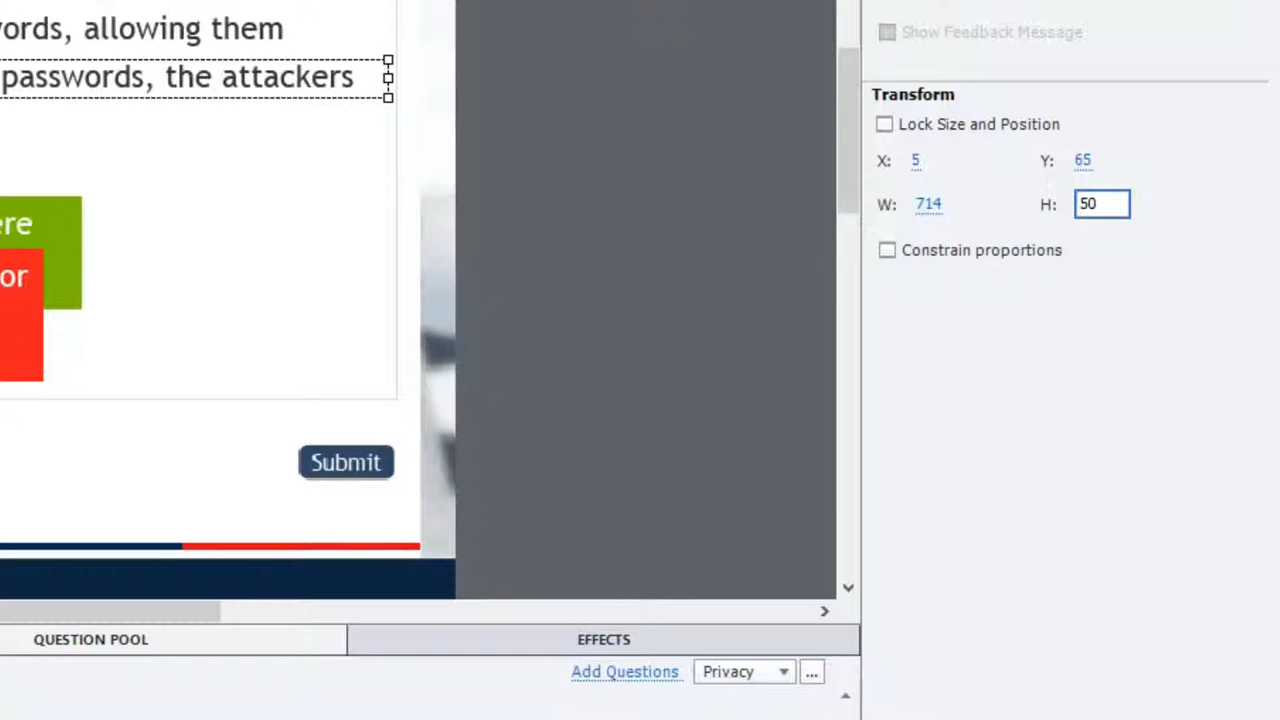 words, allowing them
passwords, the attackers
ere
or
Submit
QUESTION POOL
EFFECTS
Add Questions
Privacy
...
Show Feedback Message
Transform
Lock Size and Position
X: 5 Y: 65
W: 714 H: 50
Constrain proportions